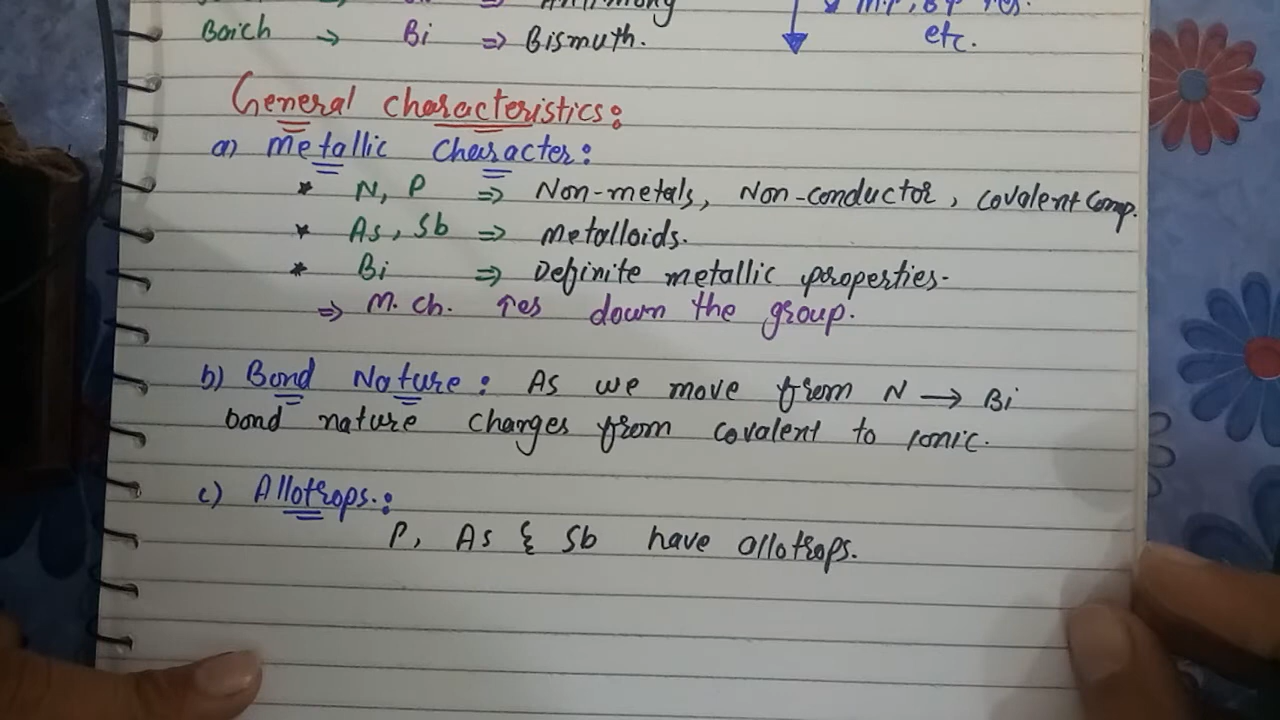 Antimony
Baich → Bi ⇒ Bismuth.
etc.
General characteristics:
a) Metallic Character:
* N, P ⇒ Non-metals, Non-conductor, Covalent Comp.
* As, Sb ⇒ metalloids.
* Bi ⇒ Definite metallic properties.
⇒ M. Ch. ↑es down the group.
b) Bond Nature: As we move from N → Bi
bond nature changes from covalent to ionic.
c) Allotrops.:
P, As & Sb have allotrops.